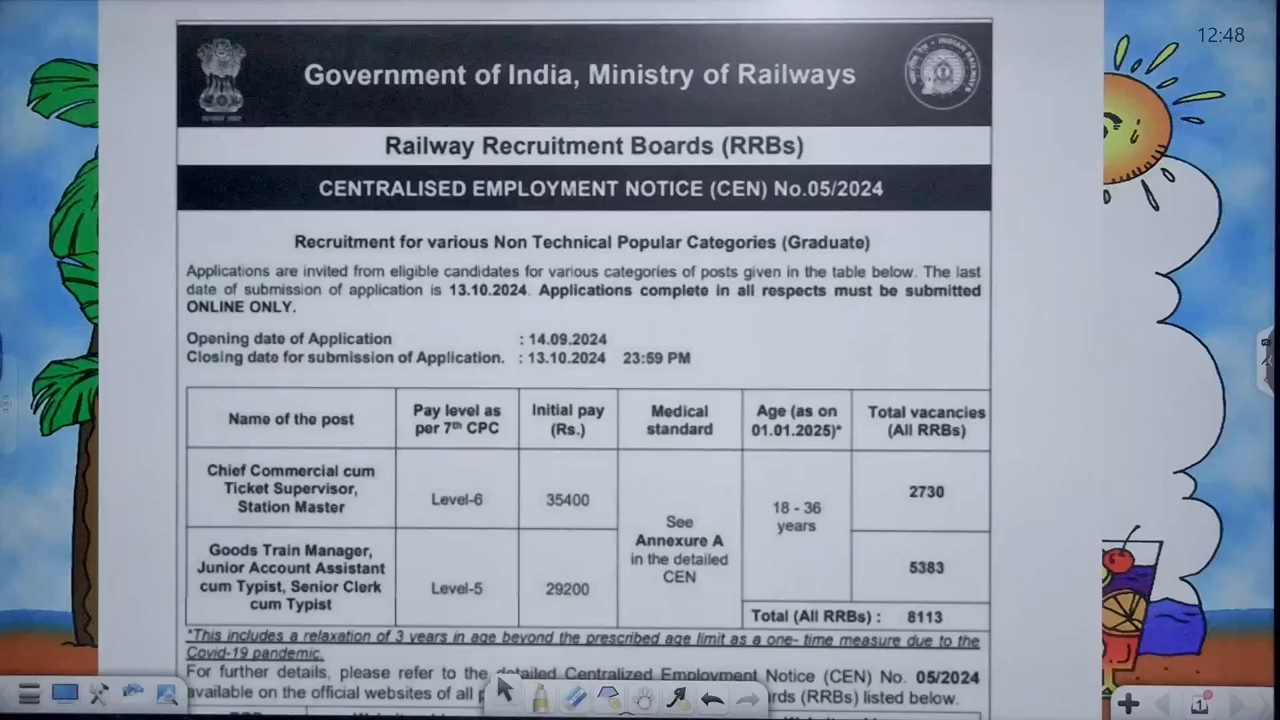 12:48
Government of India, Ministry of Railways
Railway Recruitment Boards (RRBs)
CENTRALISED EMPLOYMENT NOTICE (CEN) No.05/2024
Recruitment for various Non Technical Popular Categories (Graduate)
Applications are invited from eligible candidates for various categories of posts given in the table below. The last
date of submission of application is 13.10.2024. Applications complete in all respects must be submitted
ONLINE ONLY.
Opening date of Application : 14.09.2024
Closing date for submission of Application. : 13.10.2024 23:59 PM
Name of the post
Pay level as
per 7th CPC
Initial pay
(Rs.)
Medical
standard
Age (as on
01.01.2025)*
Total vacancies
(All RRBs)
Chief Commercial cum
Ticket Supervisor,
Station Master
Level-6
35400
See
Annexure A
in the detailed
CEN
18 - 36
years
2730
Goods Train Manager,
Junior Account Assistant
cum Typist, Senior Clerk
cum Typist
Level-5
29200
5383
Total (All RRBs) : 8113
*This includes a relaxation of 3 years in age beyond the prescribed age limit as a one- time measure due to the
Covid-19 pandemic.
For further details, please refer to the detailed Centralized Employment Notice (CEN) No. 05/2024
available on the official websites of all rds (RRBs) listed below.
1